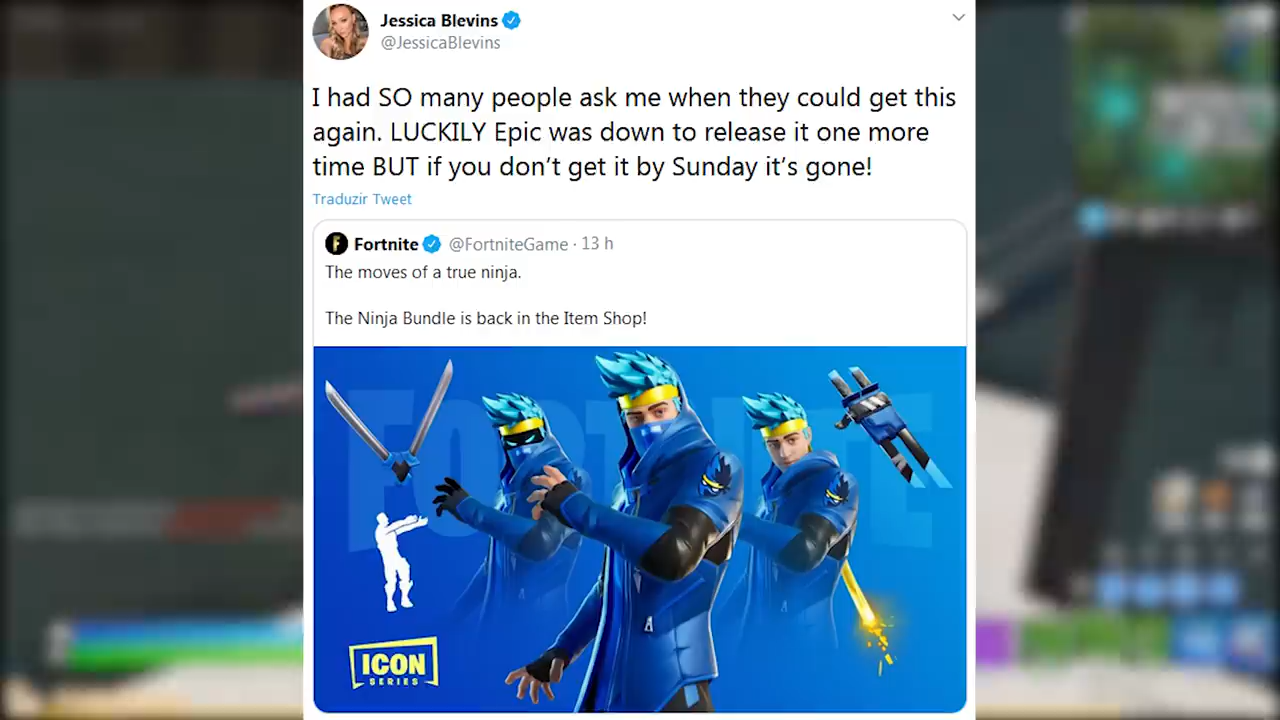 Jessica Blevins
@JessicaBlevins
I had SO many people ask me when they could get this
again. LUCKILY Epic was down to release it one more
time BUT if you don’t get it by Sunday it’s gone!
Traduzir Tweet
Fortnite @FortniteGame · 13 h
The moves of a true ninja.
The Ninja Bundle is back in the Item Shop!
FORTNITE
ICON
SERIES